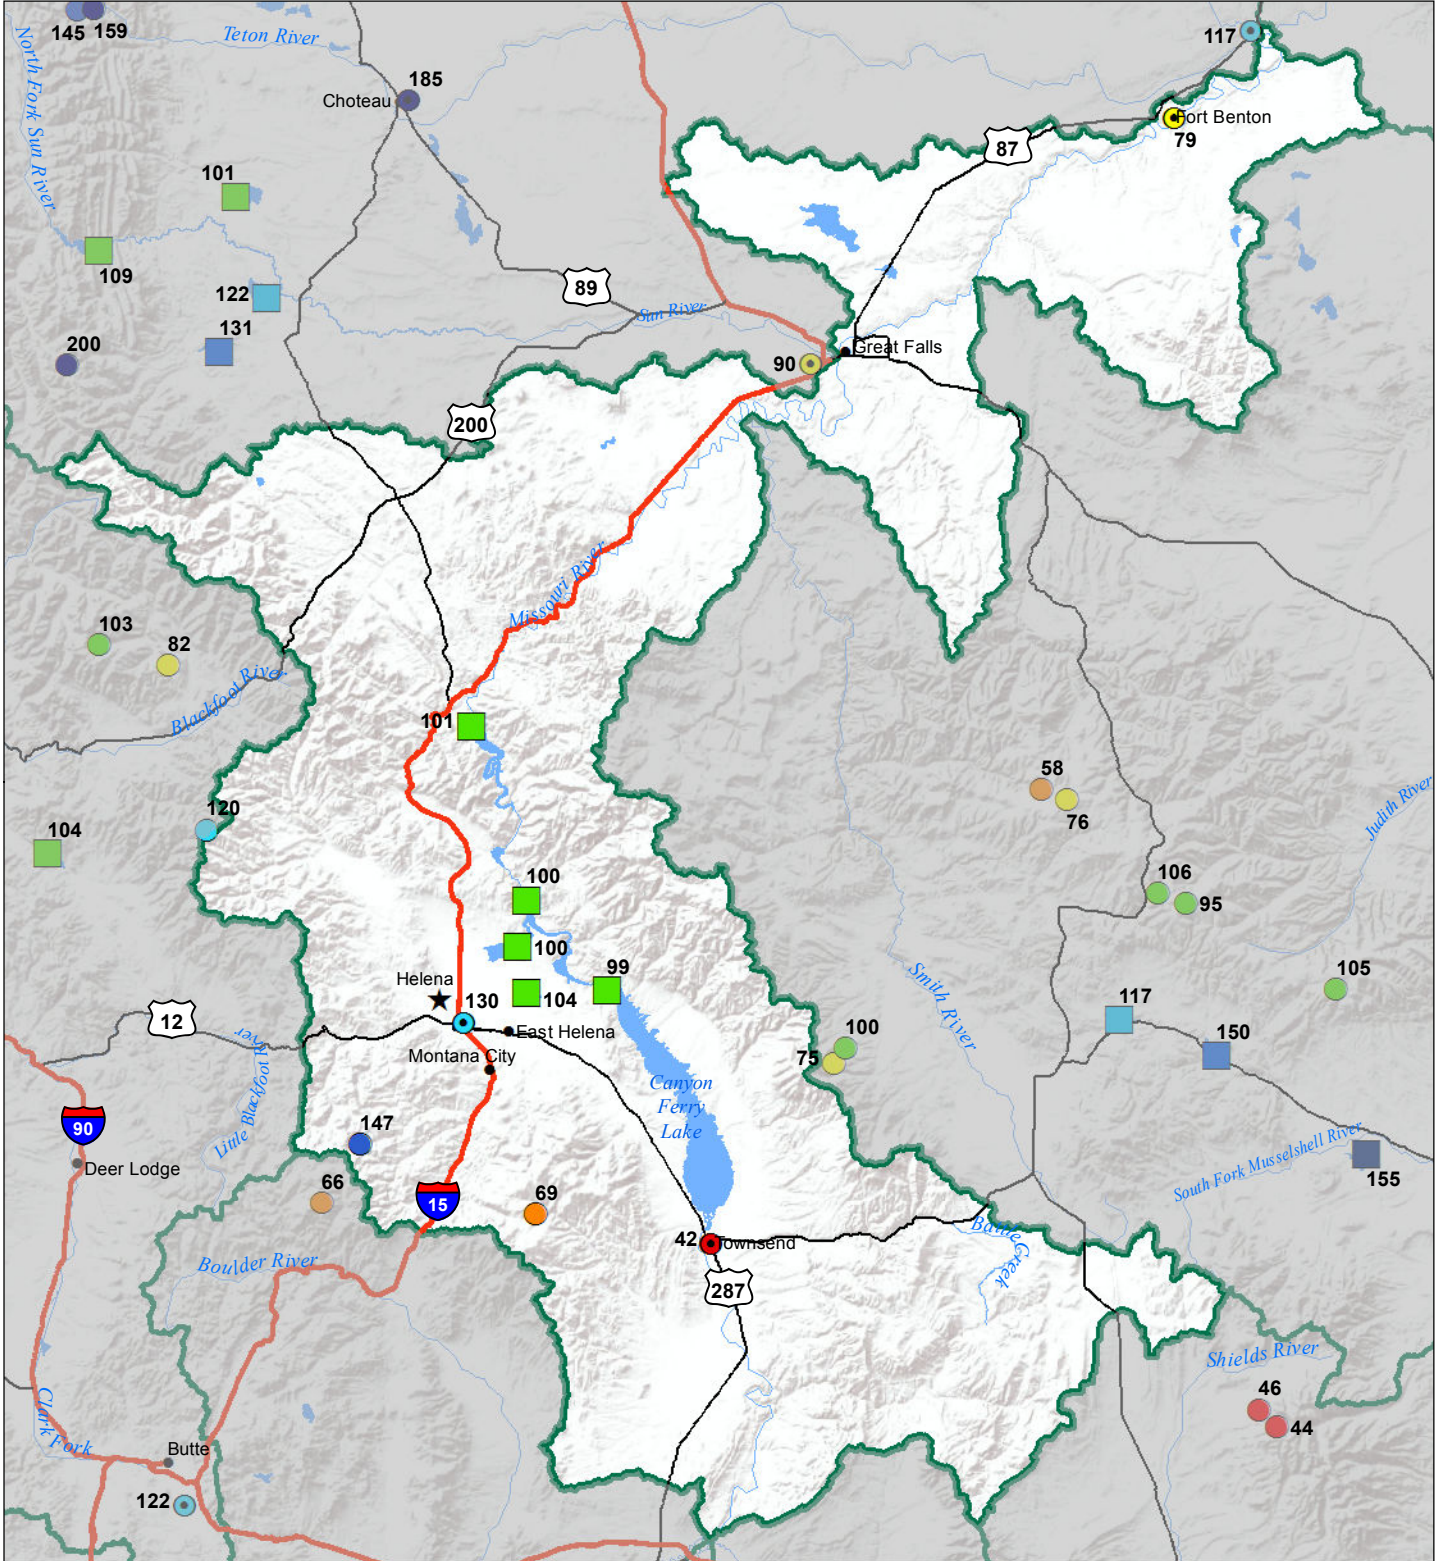 145 159
Teton River
North Fork Sun River
185
Choteau
117
Fort Benton
79
87
101
109
122
89
131
Sun River
200
90
Great Falls
200
Missouri River
103
82
Blackfoot River
101
58
76
Judith River
120
104
106
95
100
100
Helena
99
104
105
Smith River
130
12
East Helena
117
100
75
150
Montana City
Little Blackfoot River
Canyon
Ferry
Lake
90
Deer Lodge
147
South Fork Musselshell River
155
66
15
69
42
Townsend
Battle Creek
Boulder River
287
Shields River
46
44
Clark Fork
Butte
122